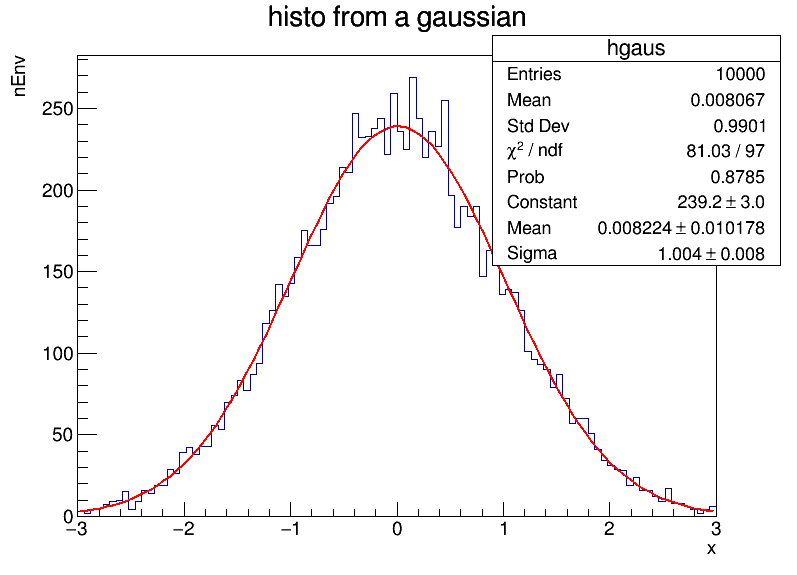 histo from a gaussian
hgaus
Entries 10000
Mean 0.008067
Std Dev 0.9901
χ² / ndf 81.03 / 97
Prob 0.8785
Constant 239.2 ± 3.0
Mean 0.008224 ± 0.010178
Sigma 1.004 ± 0.008
nEnv
250
200
150
100
50
0
−3 −2 −1 0 1 2 3
x